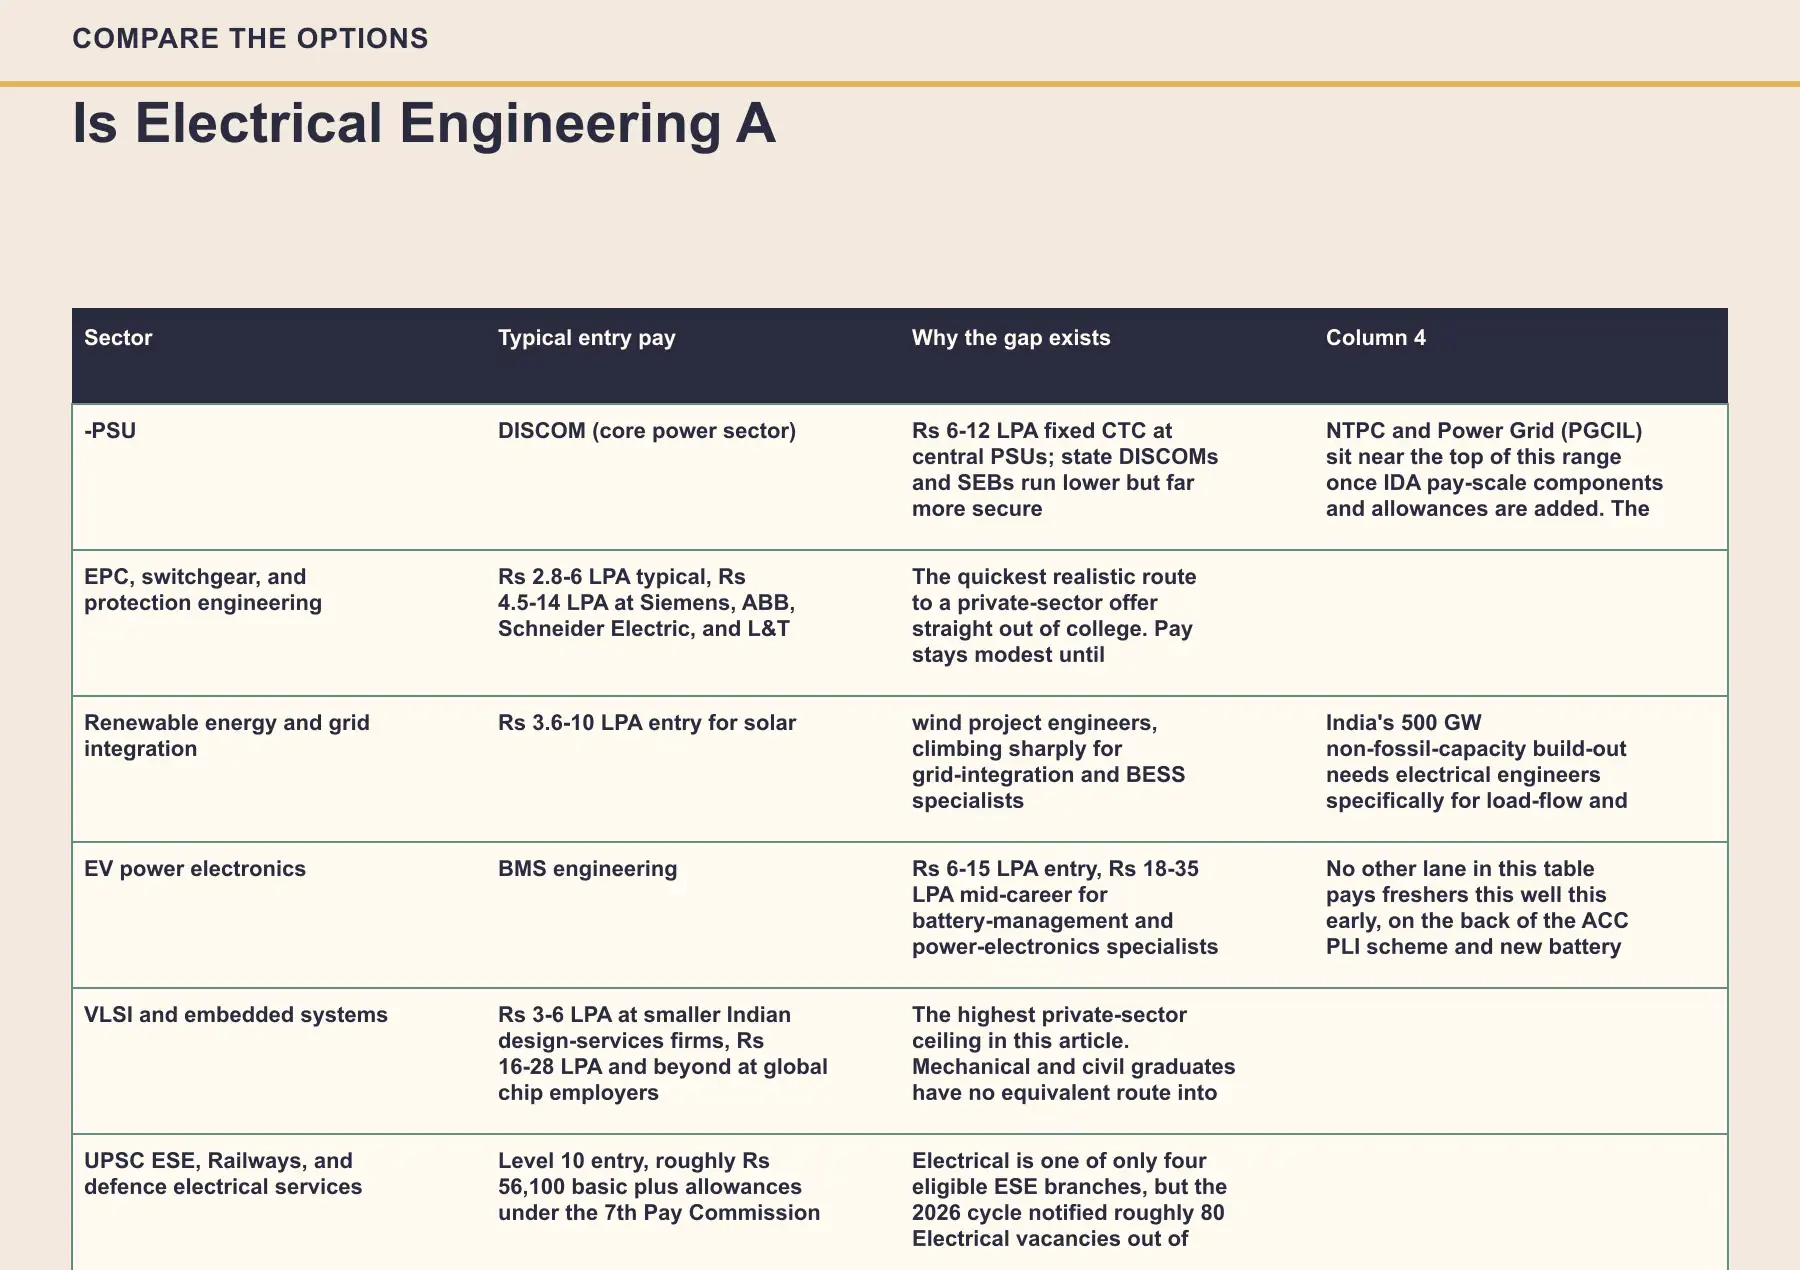 COMPARE THE OPTIONS
Is Electrical Engineering A
Sector
Typical entry pay
Why the gap exists
Column 4
-PSU
DISCOM (core power sector)
Rs 6-12 LPA fixed CTC at
central PSUs; state DISCOMs
and SEBs run lower but far
more secure
NTPC and Power Grid (PGCIL)
sit near the top of this range
once IDA pay-scale components
and allowances are added. The
EPC, switchgear, and
protection engineering
Rs 2.8-6 LPA typical, Rs
4.5-14 LPA at Siemens, ABB,
Schneider Electric, and L&T
The quickest realistic route
to a private-sector offer
straight out of college. Pay
stays modest until
Renewable energy and grid
integration
Rs 3.6-10 LPA entry for solar
wind project engineers,
climbing sharply for
grid-integration and BESS
specialists
India's 500 GW
non-fossil-capacity build-out
needs electrical engineers
specifically for load-flow and
EV power electronics
BMS engineering
Rs 6-15 LPA entry, Rs 18-35
LPA mid-career for
battery-management and
power-electronics specialists
No other lane in this table
pays freshers this well this
early, on the back of the ACC
PLI scheme and new battery
VLSI and embedded systems
Rs 3-6 LPA at smaller Indian
design-services firms, Rs
16-28 LPA and beyond at global
chip employers
The highest private-sector
ceiling in this article.
Mechanical and civil graduates
have no equivalent route into
UPSC ESE, Railways, and
defence electrical services
Level 10 entry, roughly Rs
56,100 basic plus allowances
under the 7th Pay Commission
Electrical is one of only four
eligible ESE branches, but the
2026 cycle notified roughly 80
Electrical vacancies out of